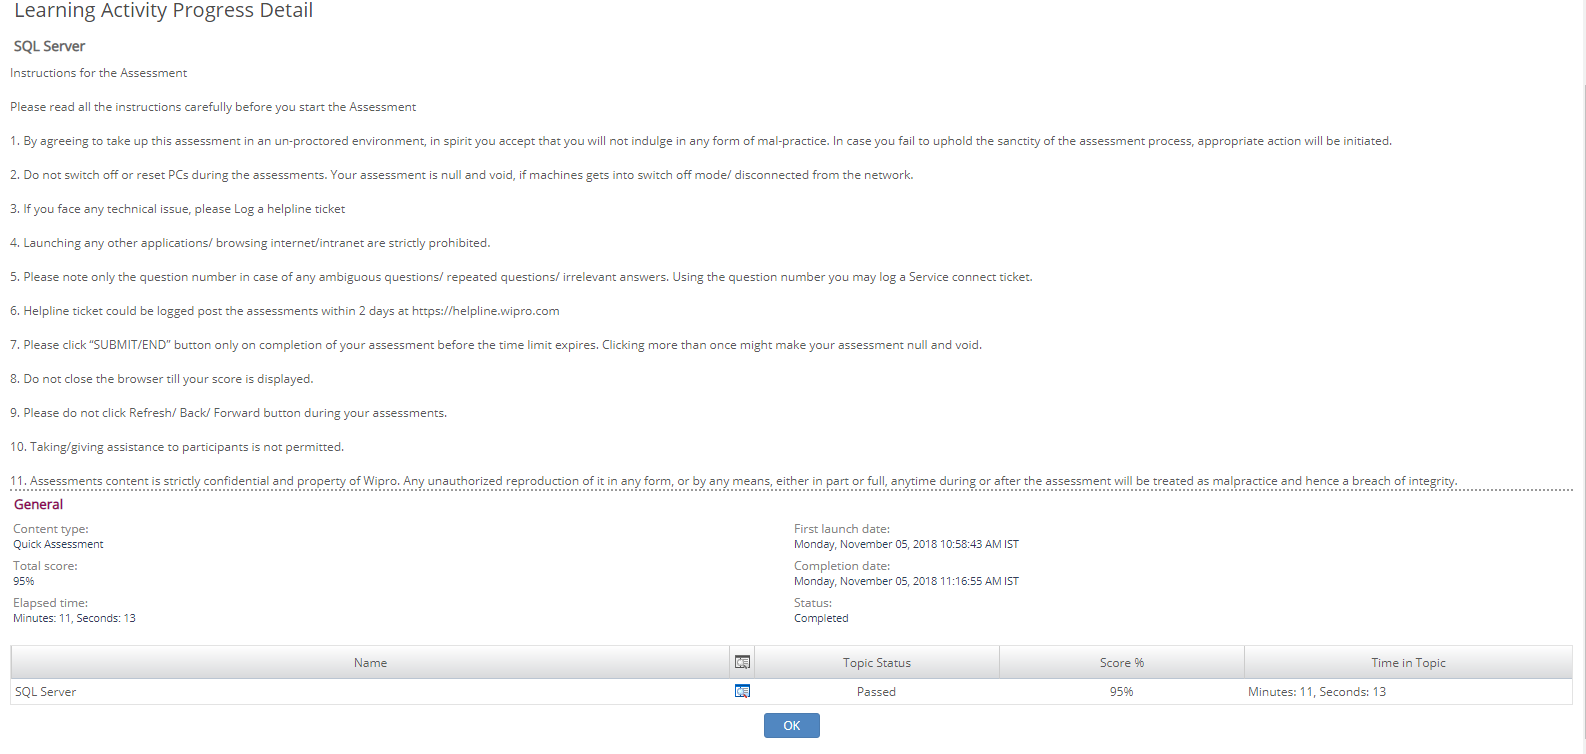 Learning Activity Progress Detail
SQL Server
Instructions for the Assessment
Please read all the instructions carefully before you start the Assessment
1. By agreeing to take up this assessment in an un-proctored environment, in spirit you accept that you will not indulge in any form of mal-practice. In case you fail to uphold the sanctity of the assessment process, appropriate action will be initiated.
2. Do not switch off or reset PCs during the assessments. Your assessment is null and void, if machines gets into switch off mode/ disconnected from the network.
3. If you face any technical issue, please Log a helpline ticket
4. Launching any other applications/ browsing internet/intranet are strictly prohibited.
5. Please note only the question number in case of any ambiguous questions/ repeated questions/ irrelevant answers. Using the question number you may log a Service connect ticket.
6. Helpline ticket could be logged post the assessments within 2 days at https://helpline.wipro.com
7. Please click “SUBMIT/END” button only on completion of your assessment before the time limit expires. Clicking more than once might make your assessment null and void.
8. Do not close the browser till your score is displayed.
9. Please do not click Refresh/ Back/ Forward button during your assessments.
10. Taking/giving assistance to participants is not permitted.
11. Assessments content is strictly confidential and property of Wipro. Any unauthorized reproduction of it in any form, or by any means, either in part or full, anytime during or after the assessment will be treated as malpractice and hence a breach of integrity.
General
Content type:
Quick Assessment
Total score:
95%
Elapsed time:
Minutes: 11, Seconds: 13
First launch date:
Monday, November 05, 2018 10:58:43 AM IST
Completion date:
Monday, November 05, 2018 11:16:55 AM IST
Status:
Completed
Name Topic Status Score % Time in Topic
SQL Server Passed 95% Minutes: 11, Seconds: 13
OK